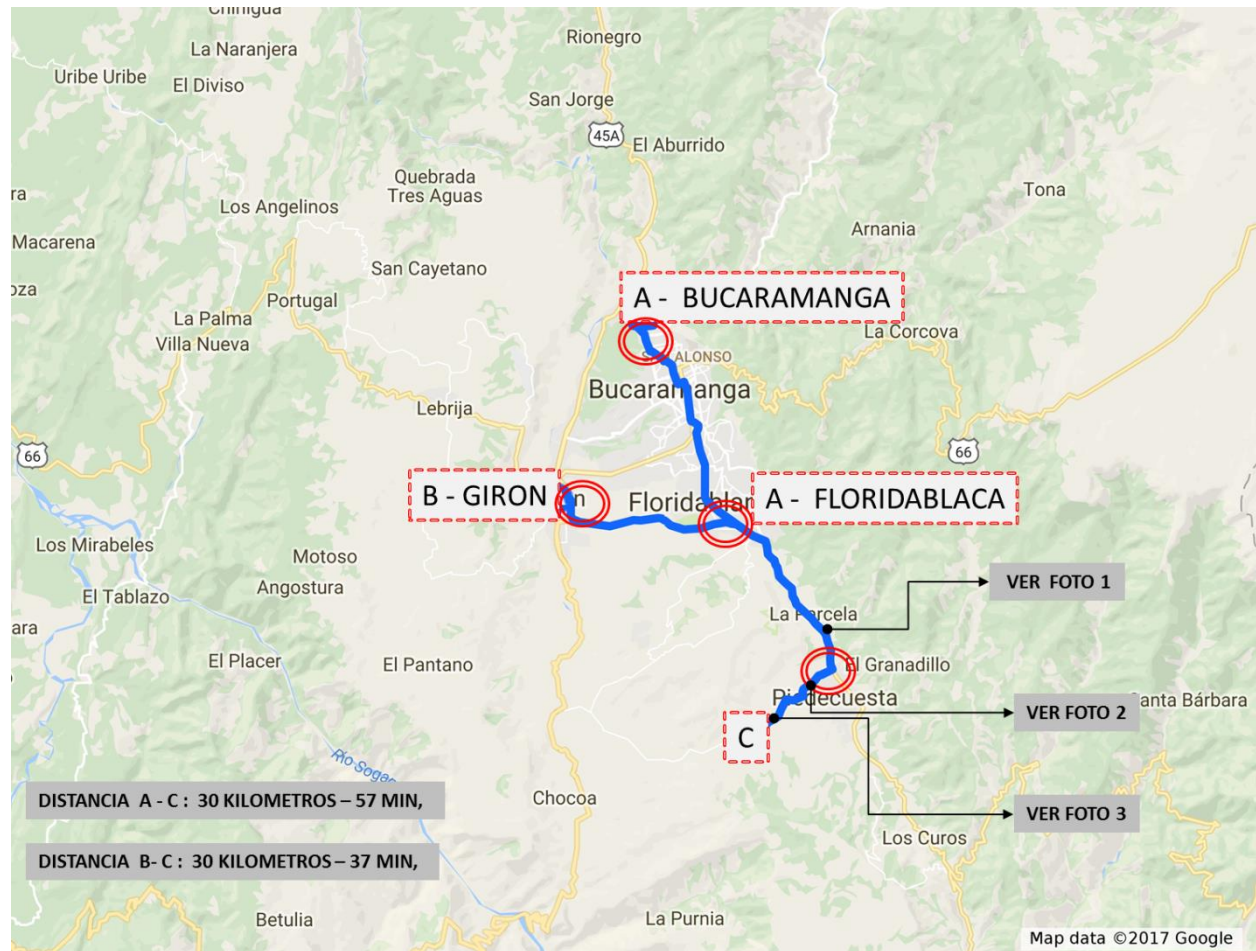 Chinigua
La Naranjera
Uribe Uribe
El Diviso
Rionegro
San Jorge
45A
El Aburrido
Quebrada
Tres Aguas
Los Angelinos
Tona
Arnania
Macarena
San Cayetano
Portugal
A - BUCARAMANGA
La Palma
Villa Nueva
La Corcova
ALONSO
Bucaramanga
Lebrija
66
66
B - GIRON
n
Floridablan
A - FLORIDABLACA
Los Mirabeles
Motoso
Angostura
El Tablazo
VER FOTO 1
La Parcela
El Placer
El Pantano
El Granadillo
Piedecuesta
anta Bárbara
VER FOTO 2
C
Río Sogam
DISTANCIA A - C : 30 KILOMETROS – 57 MIN,
Chocoa
VER FOTO 3
Los Curos
DISTANCIA B- C : 30 KILOMETROS – 37 MIN,
Betulia
La Purnia
Map data ©2017 Google